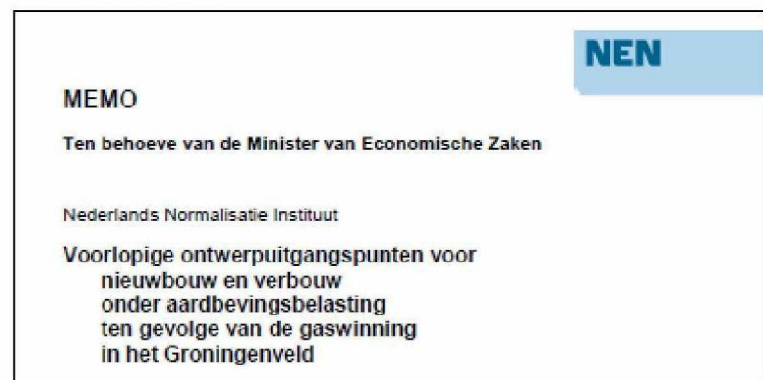 NEN
MEMO
Ten behoeve van de Minister van Economische Zaken
Nederlands Normalisatie Instituut
Voorlopige ontwerpuitgangspunten voor
nieuwbouw en verbouw
onder aardbevingsbelasting
ten gevolge van de gaswinning
in het Groningenveld